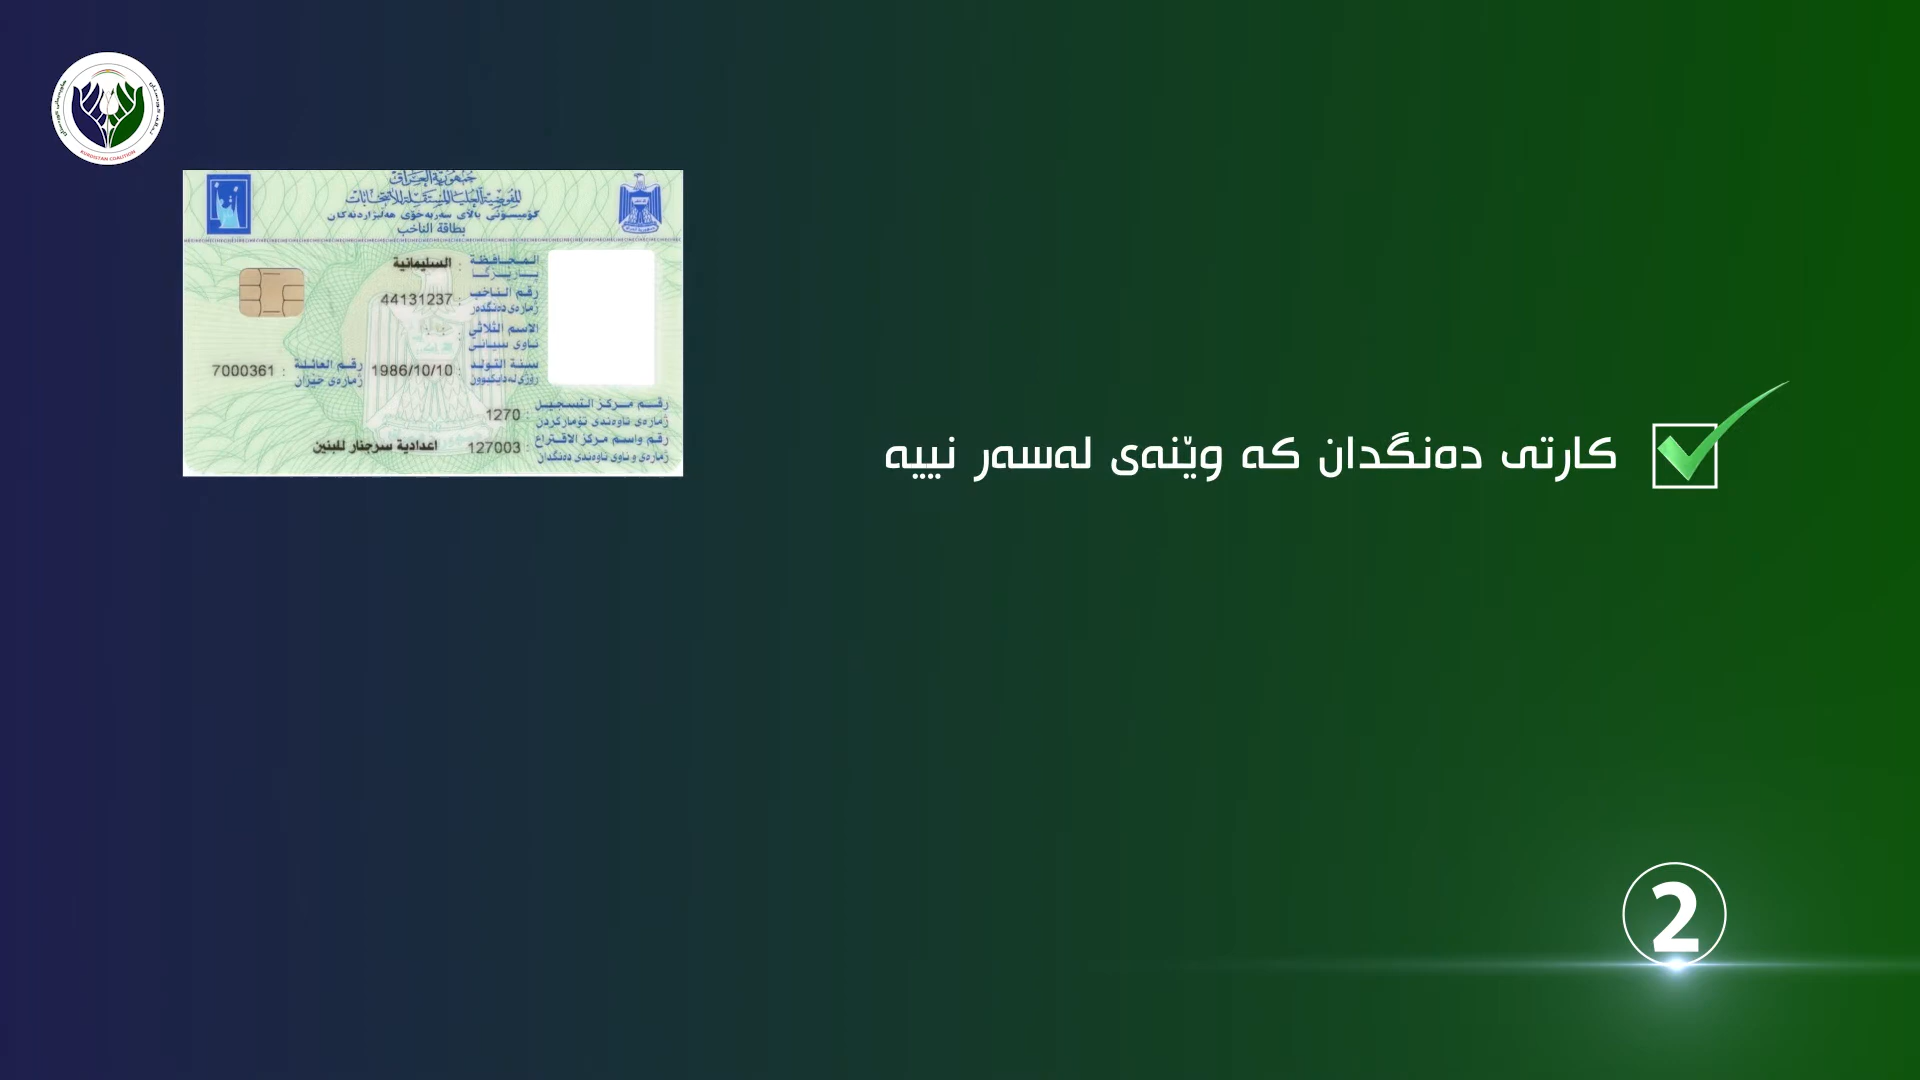 KURDISTAN COALITION
جمهورية العراق
المفوضية العليا المستقلة للانتخابات
كۆمیسۆنی باڵای سەربەخۆی هەڵبژاردنەکان
بطاقة الناخب
المحافظة : السليمانية
پارێزگا
رقم الناخب : 44131237
ژمارەی دەنگدەر
الاسم الثلاثي :
ناوی سیانی
سنة التولد : 1986/10/10 رقم العائلة : 7000361
رۆژی لەدایکبوون ژمارەی خێزان
رقم مركز التسجيل : 1270
ژمارەی ناوەندی تۆمارکردن
رقم واسم مركز الاقتراع : 127003 اعدادية سرجنار للبنين
ژمارەی و ناوی ناوەندی دەنگدان
کارتی دەنگدان کە وێنەی لەسەر نییە
2